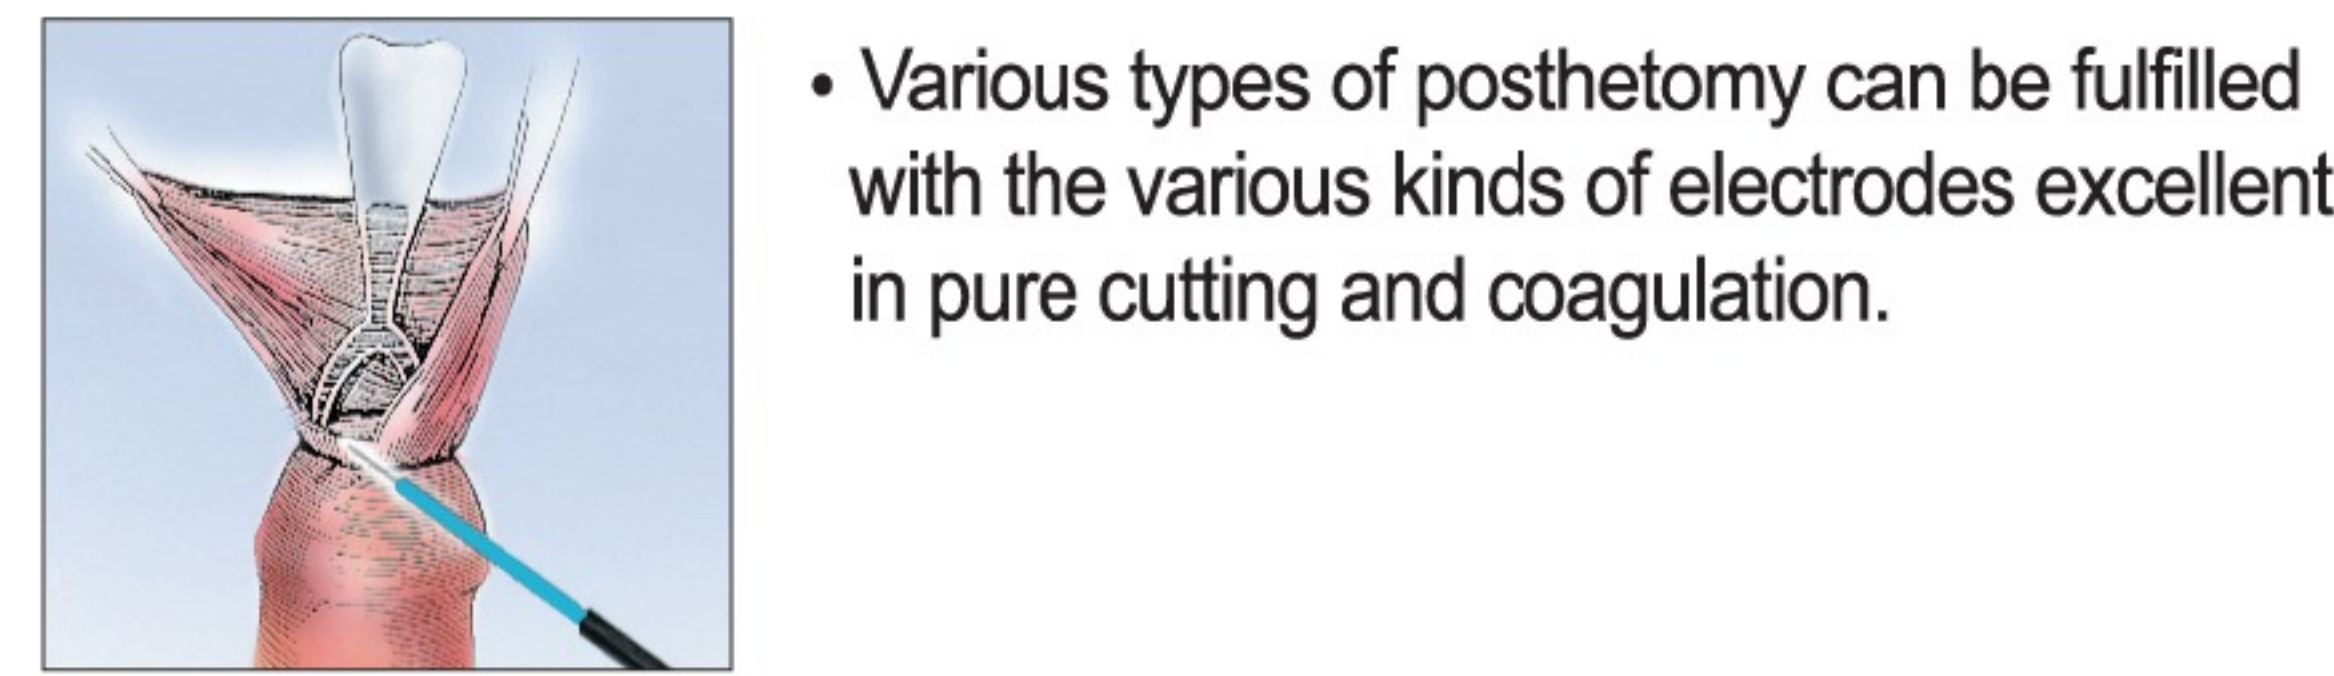 • Various types of posthetomy can be fulfilled
with the various kinds of electrodes excellent
in pure cutting and coagulation.